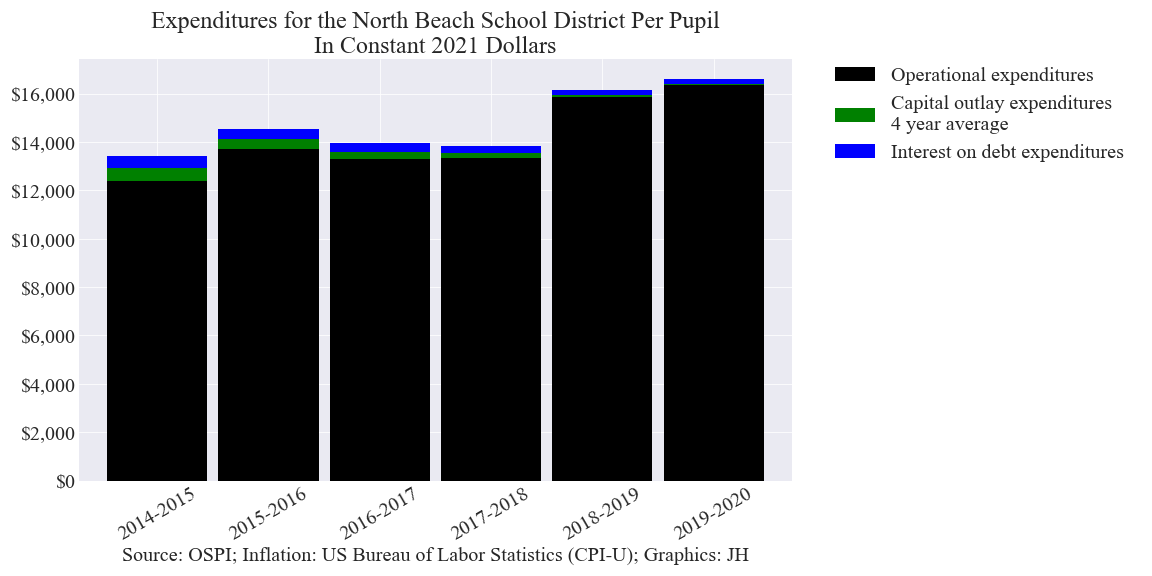 Expenditures for the North Beach School District Per Pupil
In Constant 2021 Dollars
$16,000
$14,000
$12,000
$10,000
$8,000
$6,000
$4,000
$2,000
$0
2014-2015
2015-2016
2016-2017
2017-2018
2018-2019
2019-2020
Source: OSPI; Inflation: US Bureau of Labor Statistics (CPI-U); Graphics: JH
Operational expenditures
Capital outlay expenditures
4 year average
Interest on debt expenditures